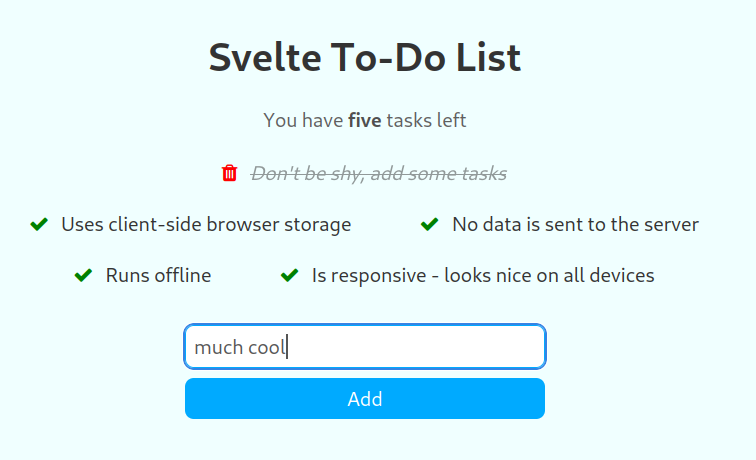 Svelte To-Do List
You have five tasks left
Don't be shy, add some tasks
Uses client-side browser storage
No data is sent to the server
Runs offline
Is responsive - looks nice on all devices
much cool
Add